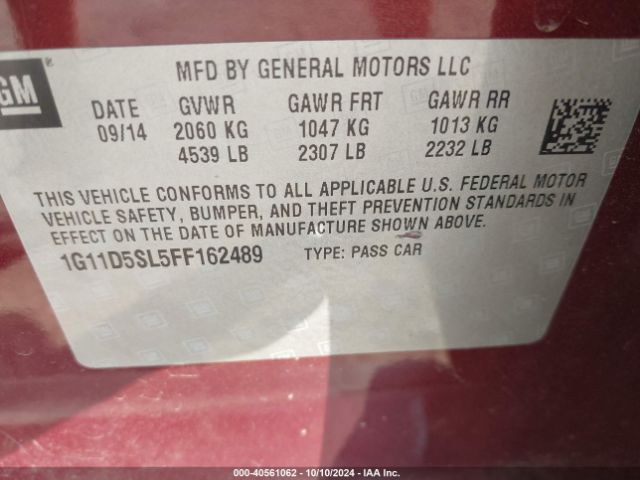 GM®
MFD BY GENERAL MOTORS LLC
DATE GVWR GAWR FRT GAWR RR
09/14 2060 KG 1047 KG 1013 KG
4539 LB 2307 LB 2232 LB
THIS VEHICLE CONFORMS TO ALL APPLICABLE U.S. FEDERAL MOTOR
VEHICLE SAFETY, BUMPER, AND THEFT PREVENTION STANDARDS IN
EFFECT ON THE DATE OF MANUFACTURE SHOWN ABOVE.
1G11D5SL5FF162489 TYPE: PASS CAR
000-40561062 - 10/10/2024 - IAA Inc.